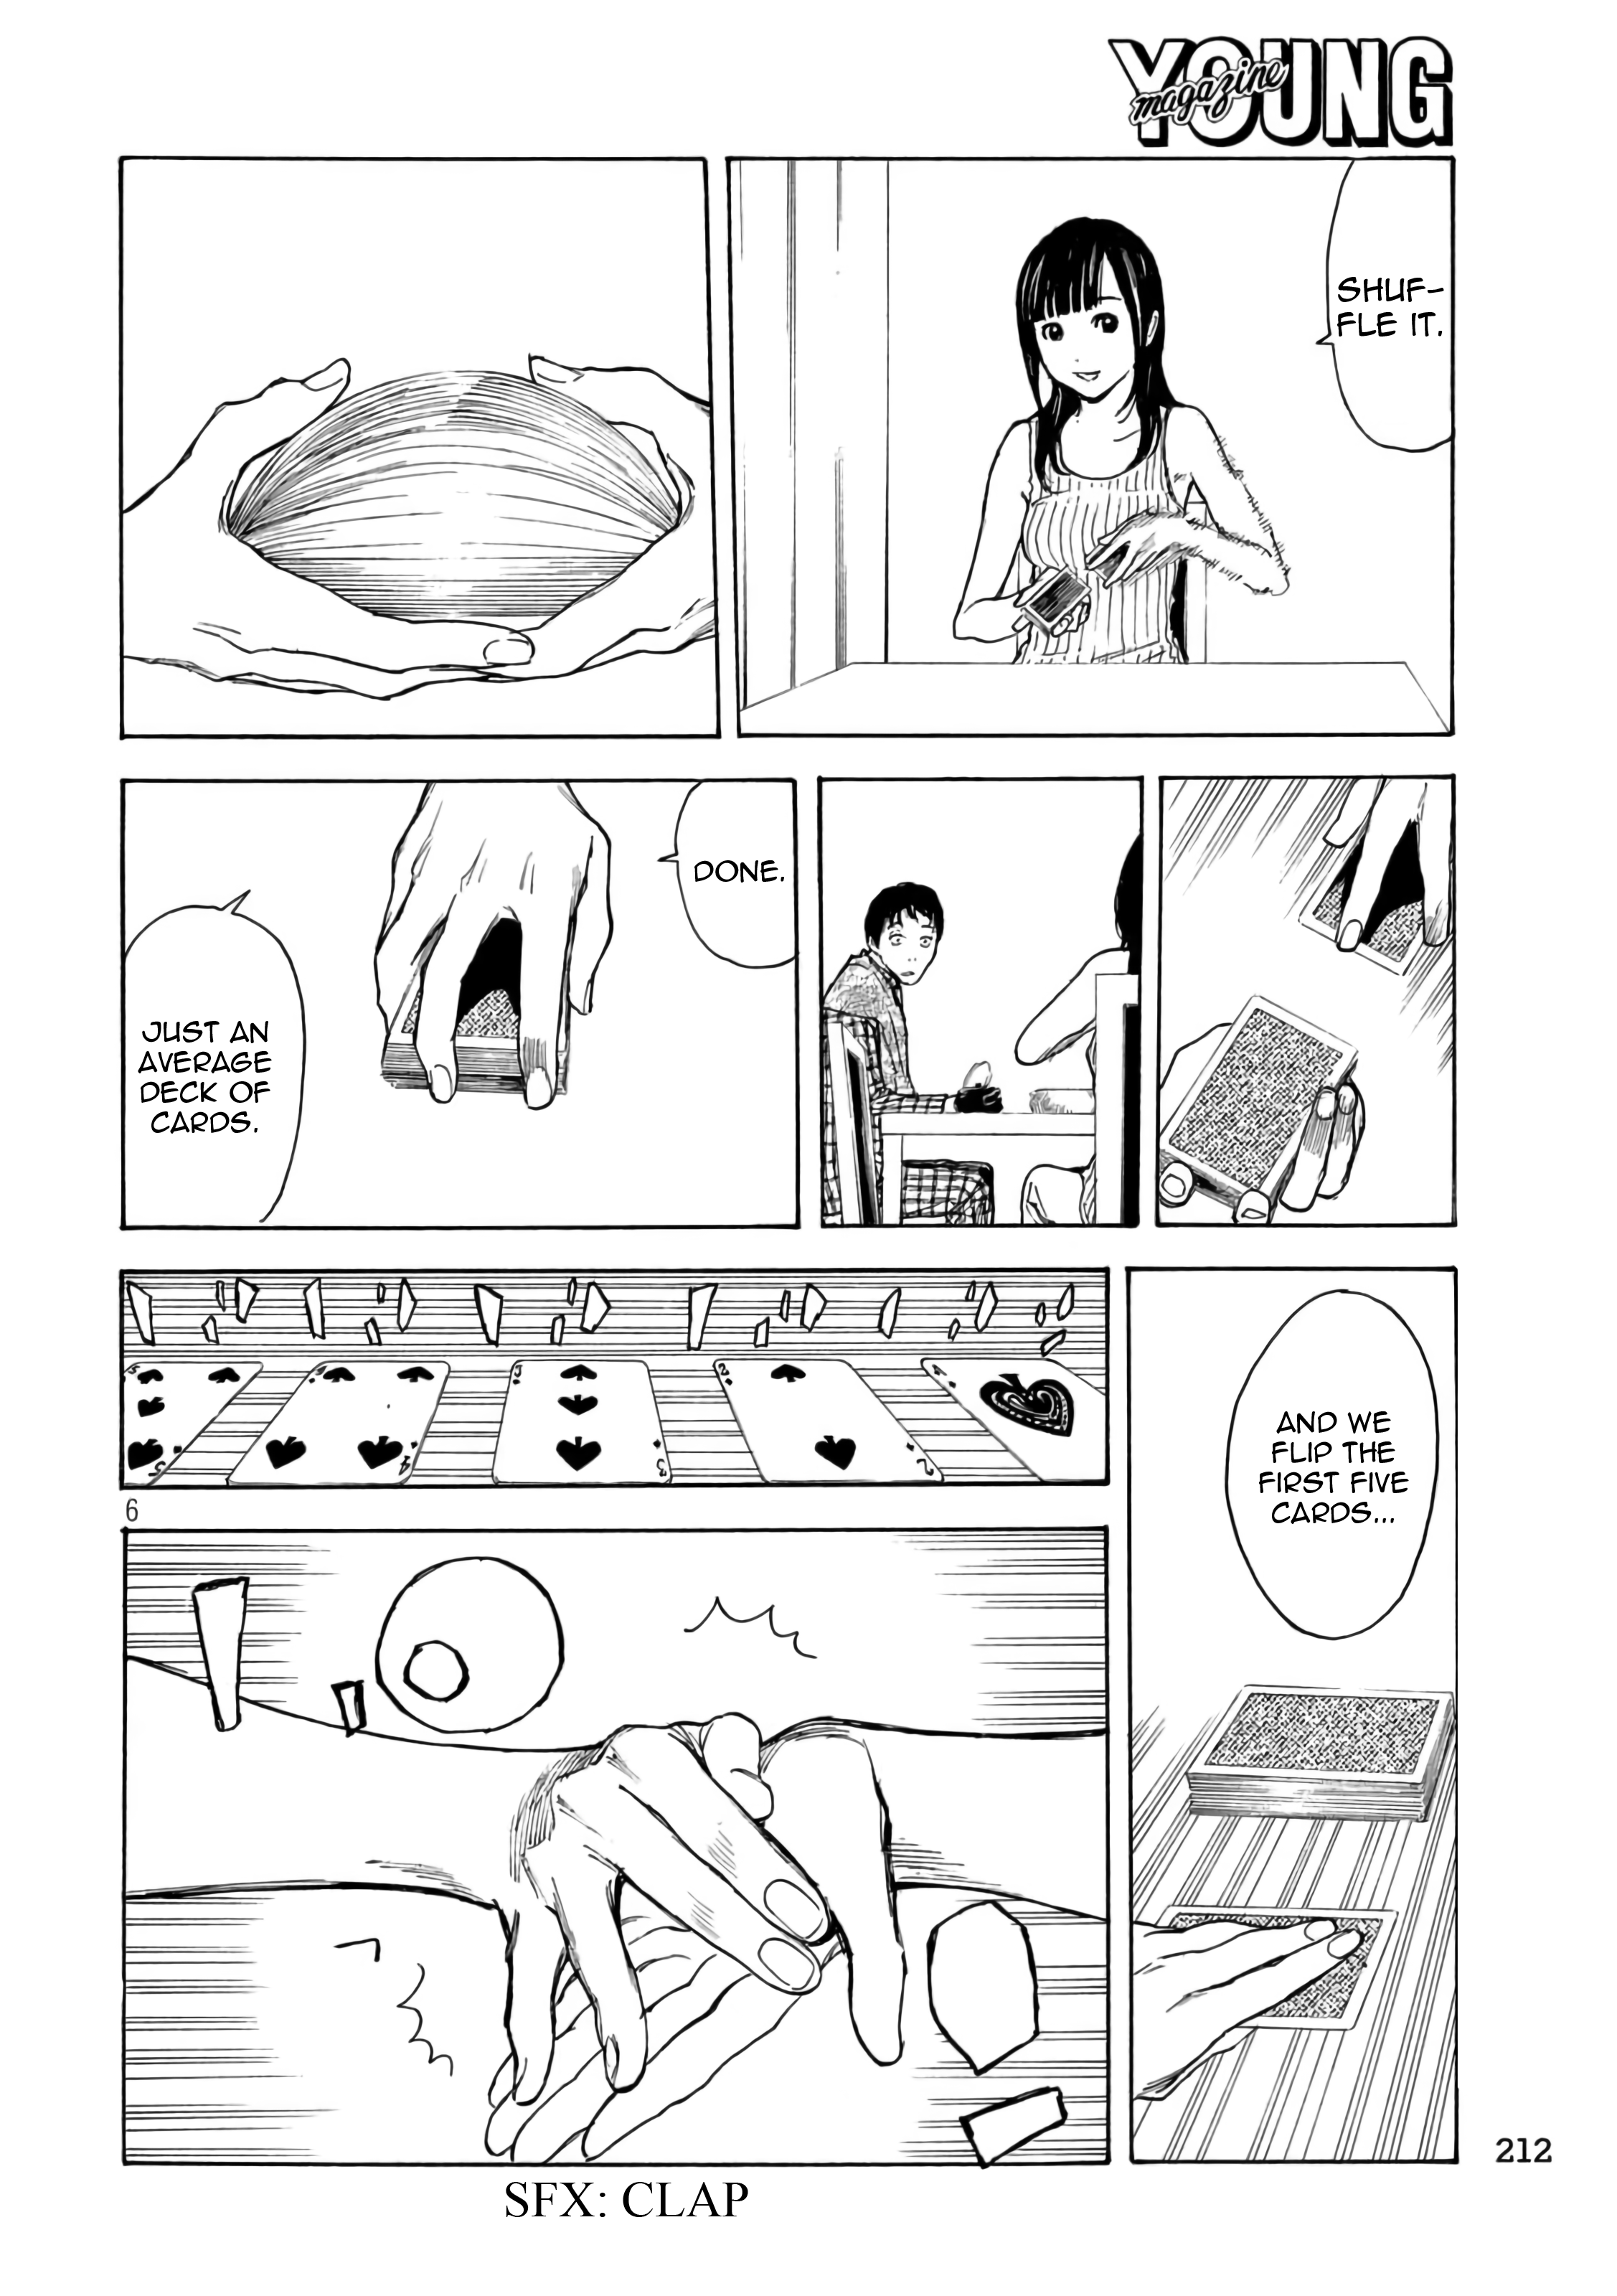 YOUNG
magazine
SHUF-
FLE IT.
DONE.
JUST AN
AVERAGE
DECK OF
CARDS.
AND WE
FLIP THE
FIRST FIVE
CARDS...
6
SFX: CLAP
212